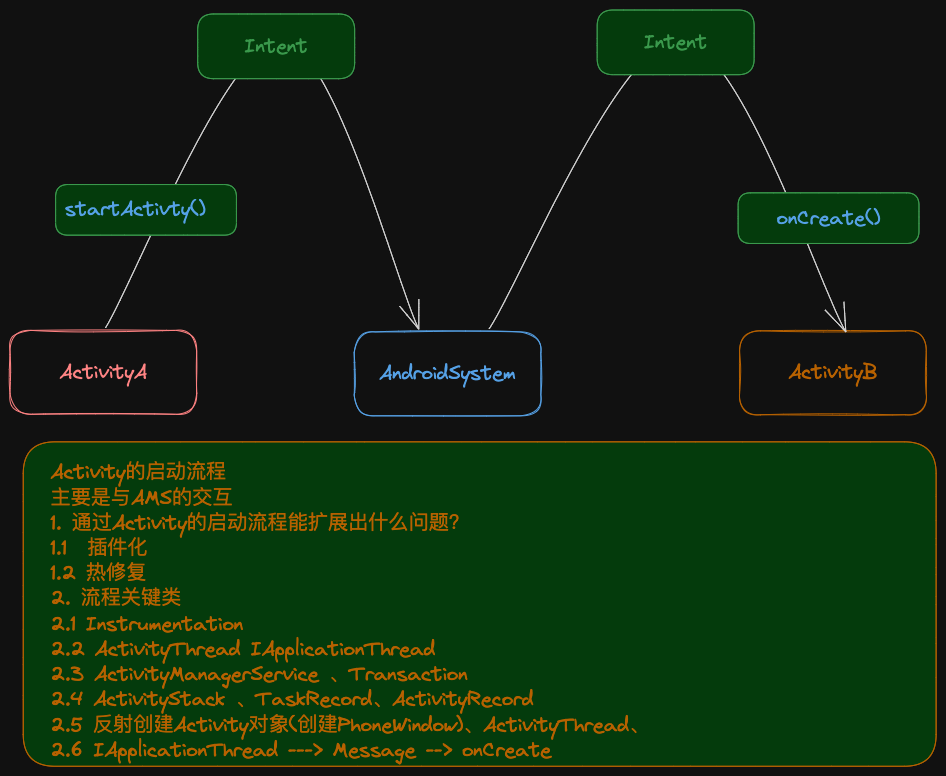 Intent
Intent
startActivty()
onCreate()
ActivityA
AndroidSystem
ActivityB
Activity的启动流程
主要是与AMS的交互
1. 通过Activity的启动流程能扩展出什么问题?
1.1 插件化
1.2 热修复
2. 流程关键类
2.1 Instrumentation
2.2 ActivityThread IApplicationThread
2.3 ActivityManagerService 、Transaction
2.4 ActivityStack 、TaskRecord、ActivityRecord
2.5 反射创建Activity对象(创建PhoneWindow)、ActivityThread、
2.6 IApplicationThread ---> Message --> onCreate